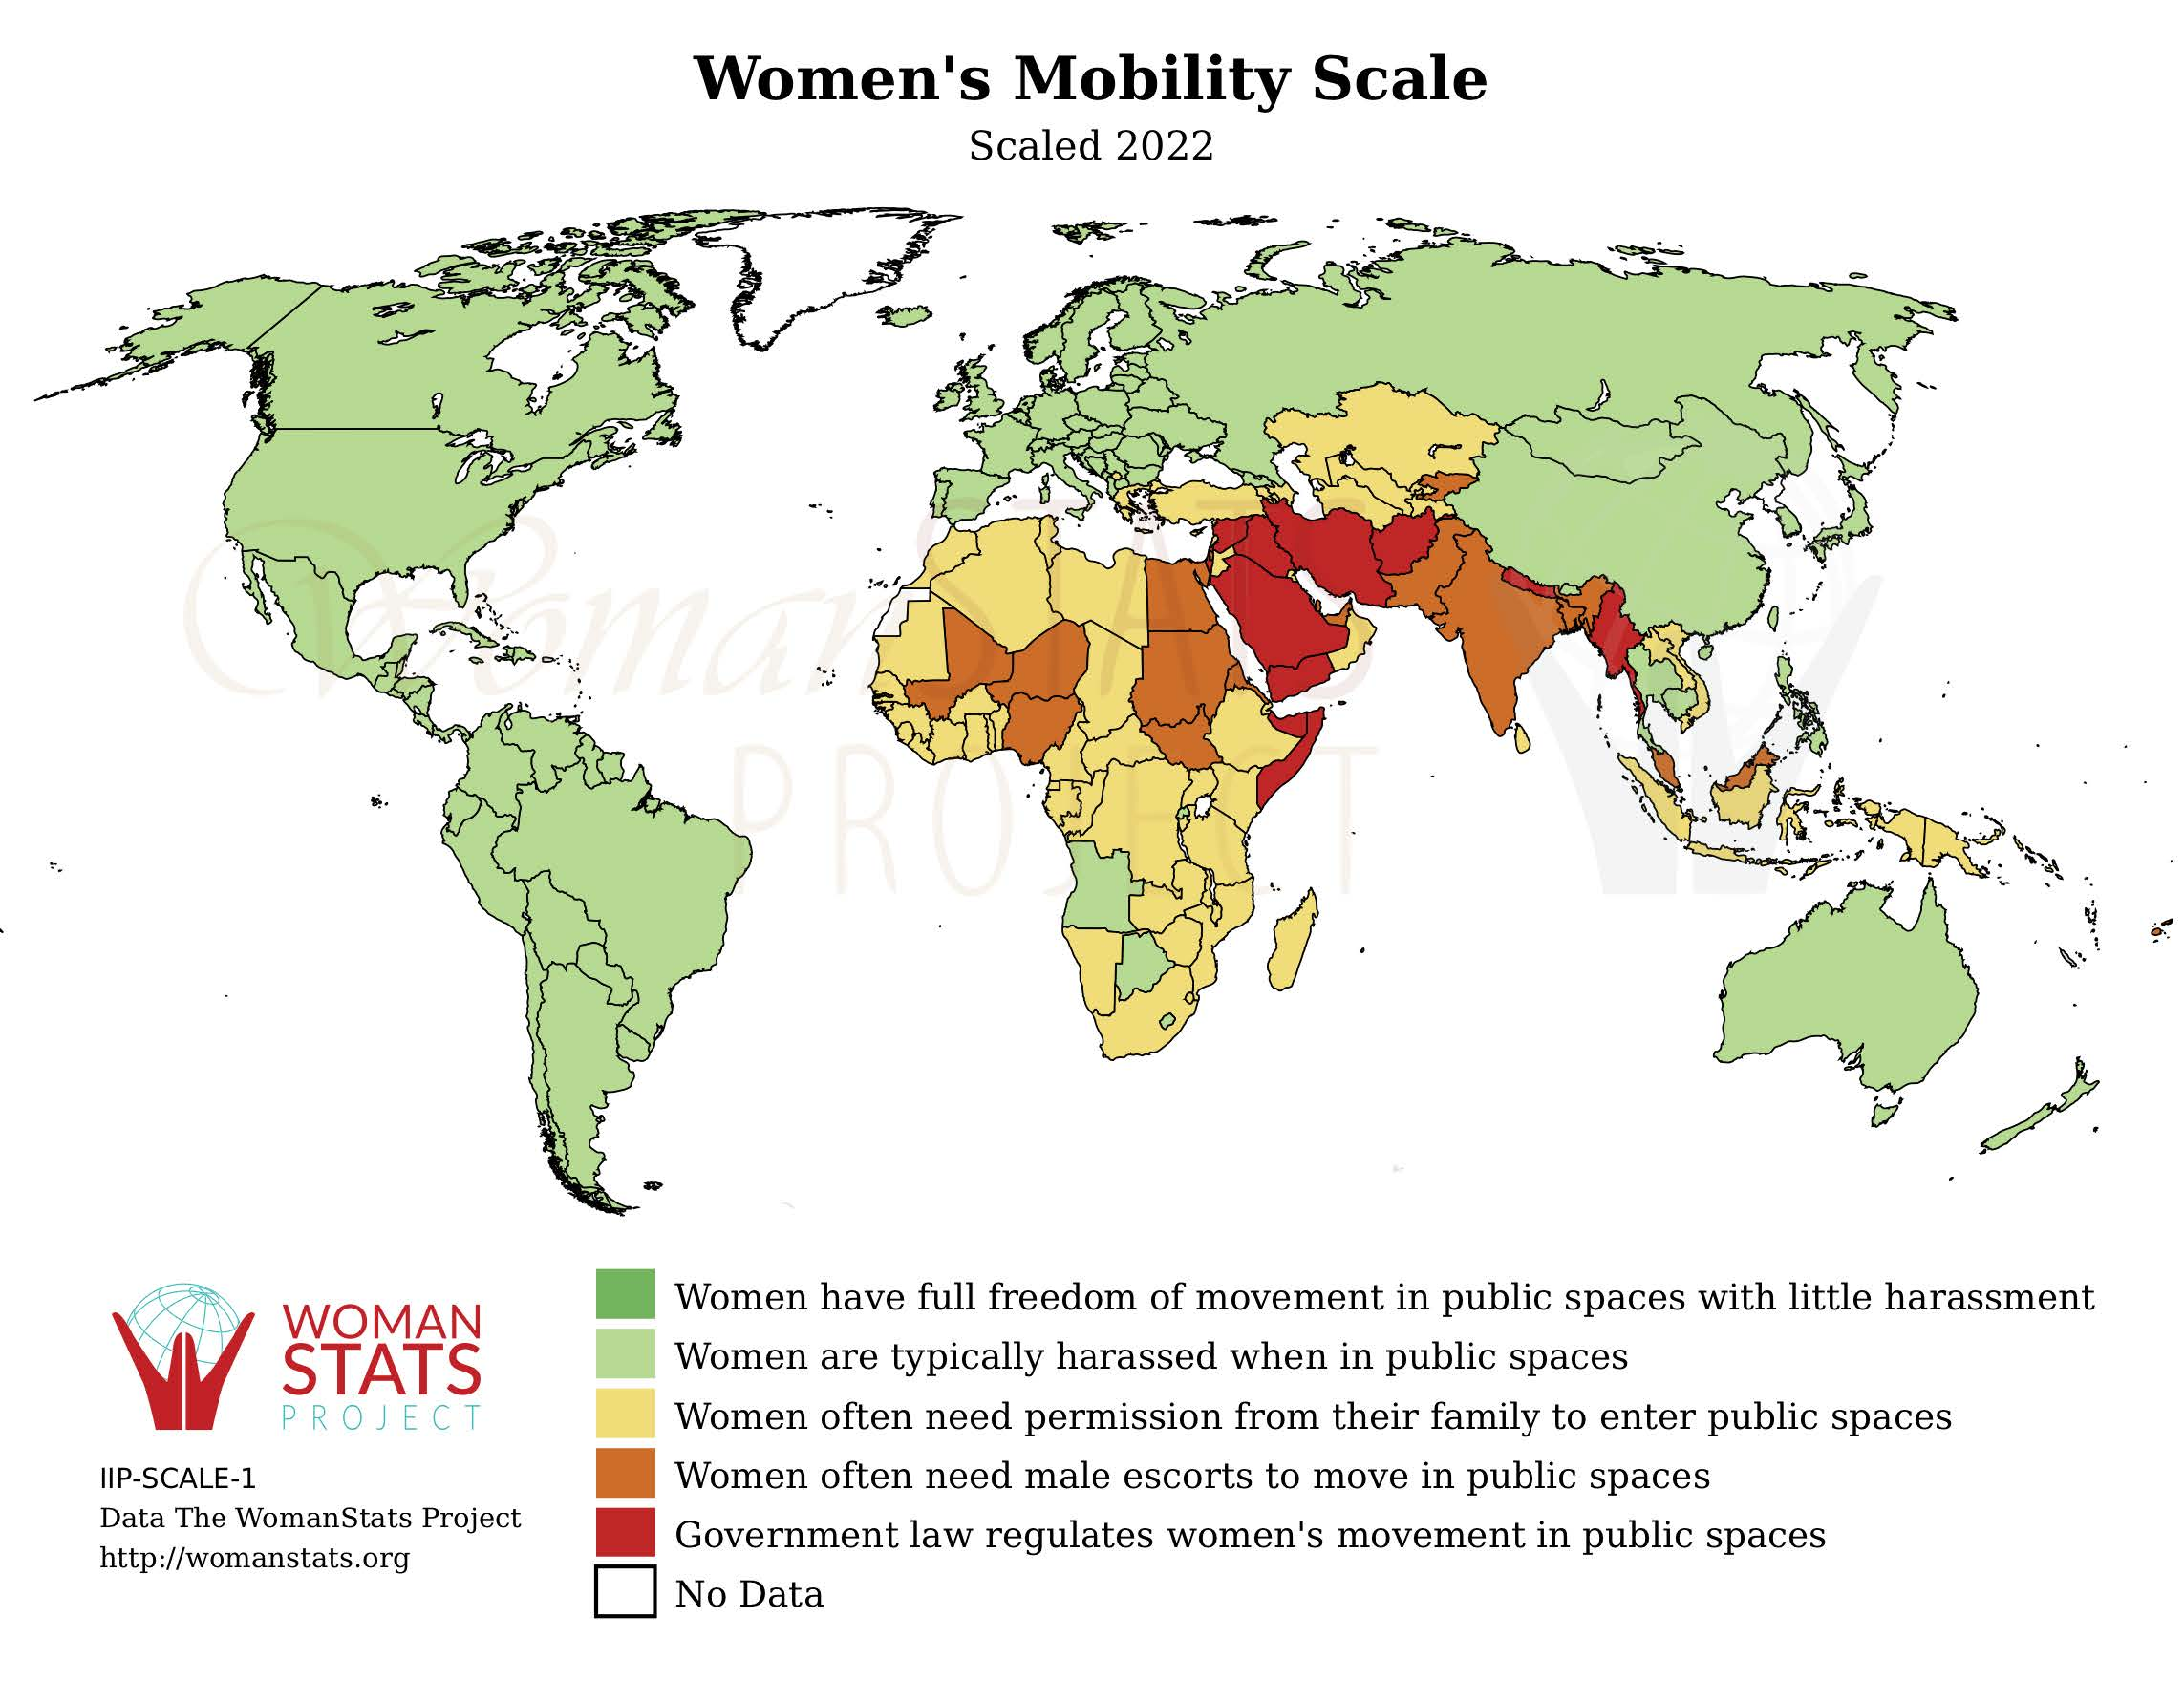 Women's Mobility Scale
Scaled 2022
WomanSTATS
PROJECT
Women have full freedom of movement in public spaces with little harassment
Women are typically harassed when in public spaces
Women often need permission from their family to enter public spaces
Women often need male escorts to move in public spaces
Government law regulates women's movement in public spaces
No Data
WOMAN
STATS
PROJECT
IIP-SCALE-1
Data The WomanStats Project
http://womanstats.org